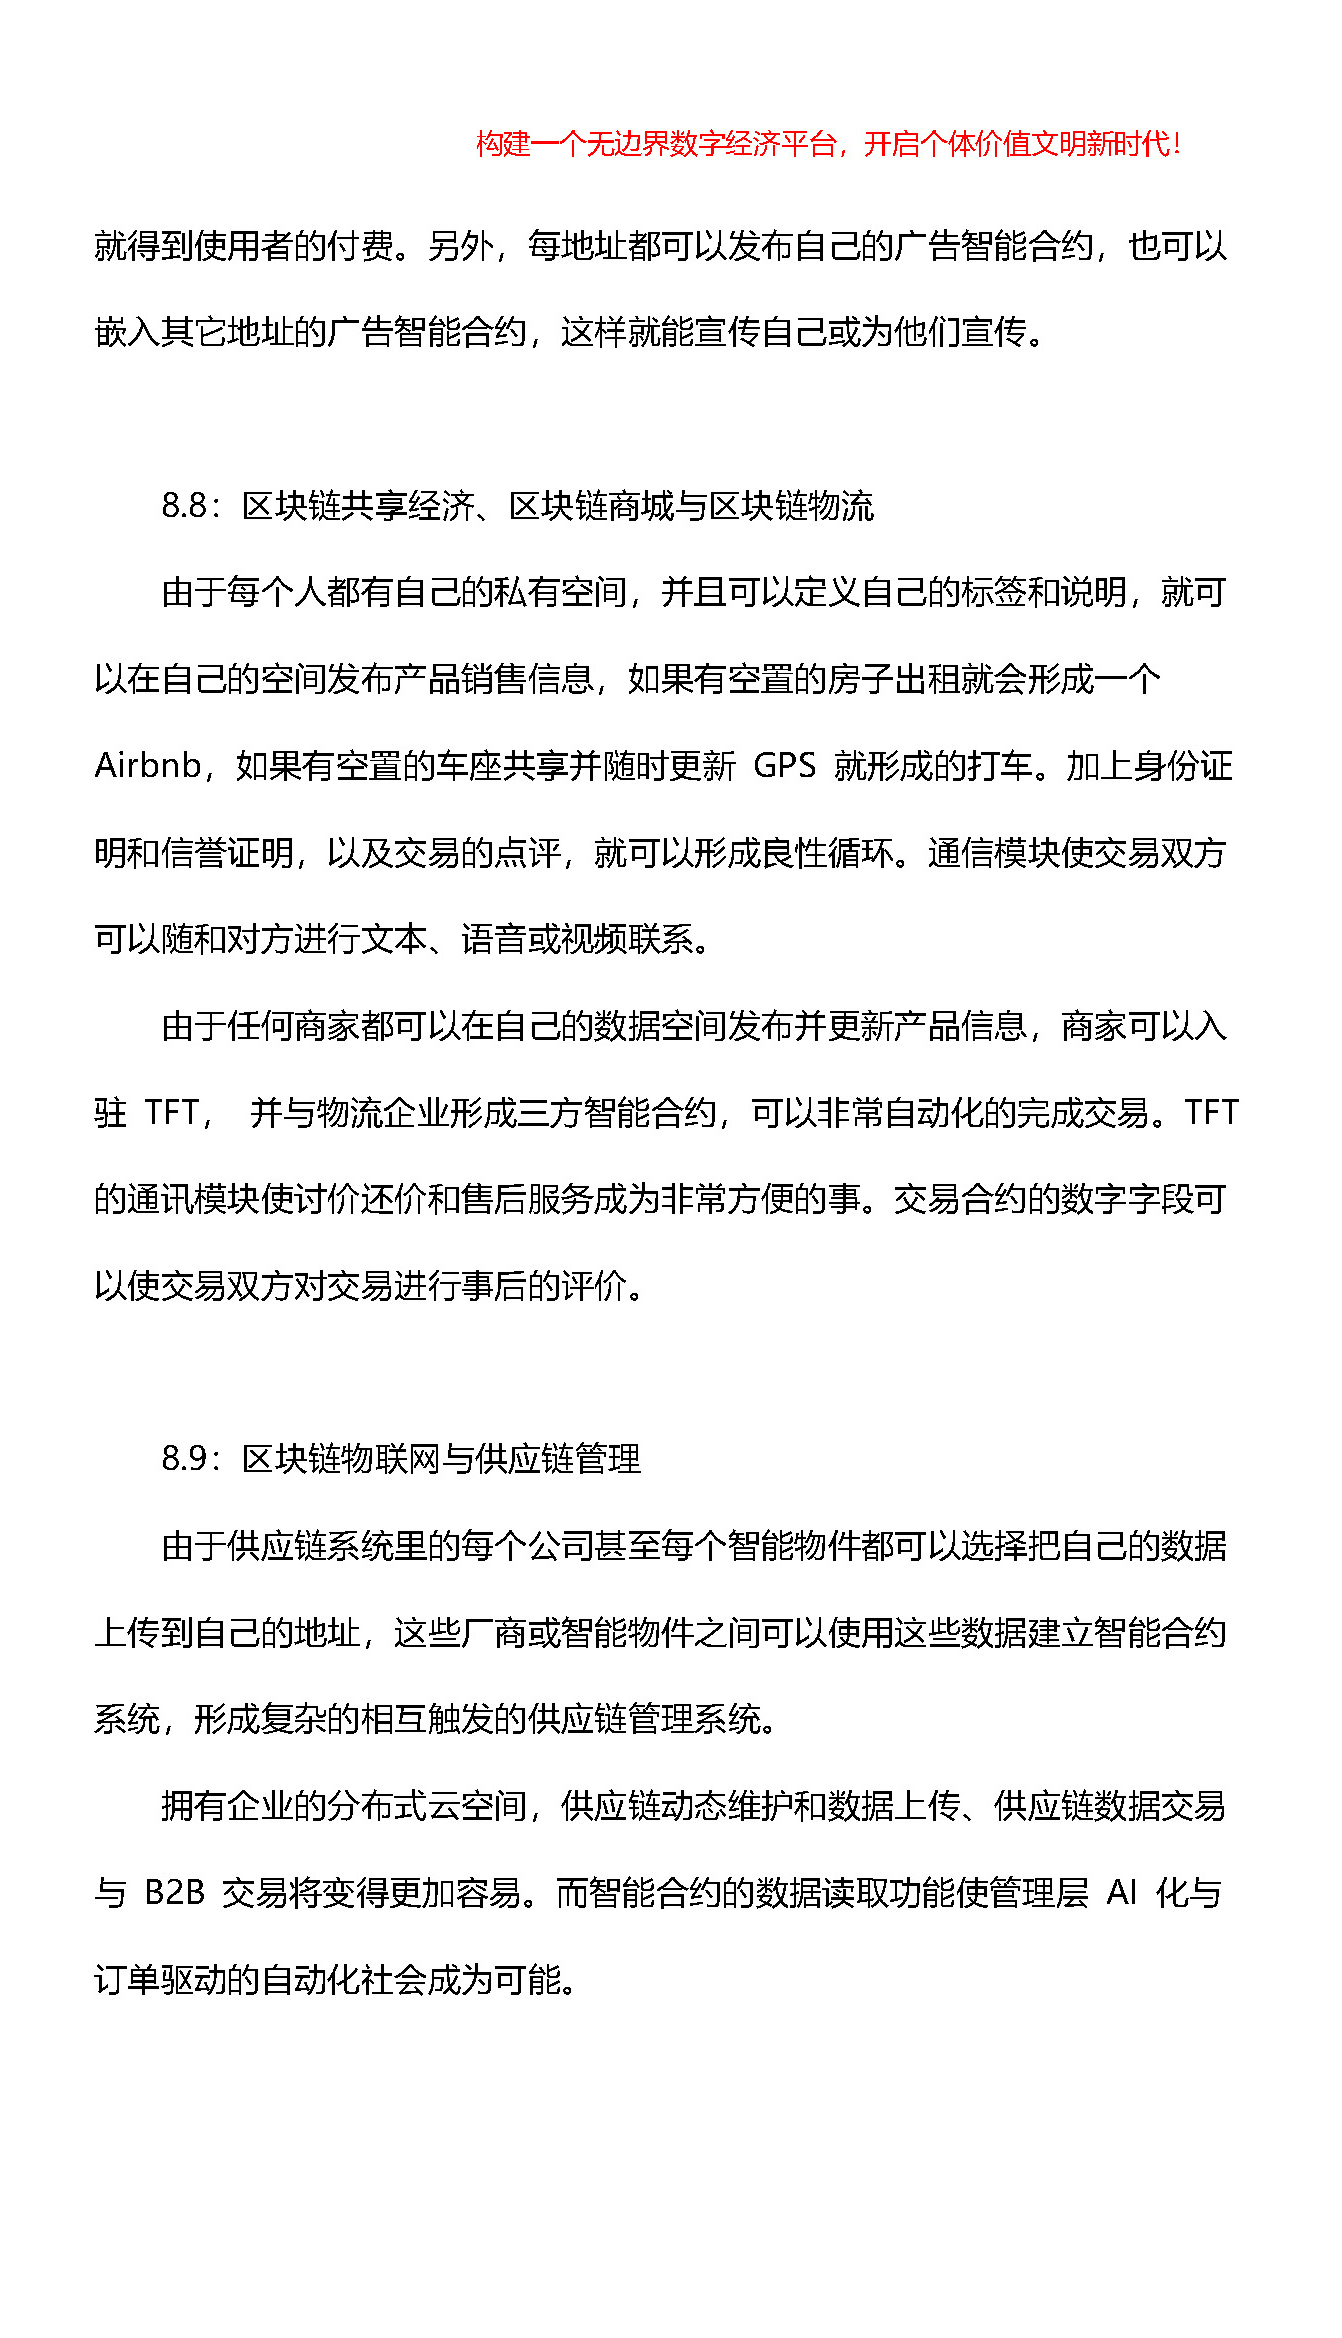 构建一个无边界数字经济平台，开启个体价值文明新时代！
就得到使用者的付费。另外，每地址都可以发布自己的广告智能合约，也可以
嵌入其它地址的广告智能合约，这样就能宣传自己或为他们宣传。
8.8：区块链共享经济、区块链商城与区块链物流
由于每个人都有自己的私有空间，并且可以定义自己的标签和说明，就可
以在自己的空间发布产品销售信息，如果有空置的房子出租就会形成一个
Airbnb，如果有空置的车座共享并随时更新 GPS 就形成的打车。加上身份证
明和信誉证明，以及交易的点评，就可以形成良性循环。通信模块使交易双方
可以随和对方进行文本、语音或视频联系。
由于任何商家都可以在自己的数据空间发布并更新产品信息，商家可以入
驻 TFT， 并与物流企业形成三方智能合约，可以非常自动化的完成交易。TFT
的通讯模块使讨价还价和售后服务成为非常方便的事。交易合约的数字字段可
以使交易双方对交易进行事后的评价。
8.9：区块链物联网与供应链管理
由于供应链系统里的每个公司甚至每个智能物件都可以选择把自己的数据
上传到自己的地址，这些厂商或智能物件之间可以使用这些数据建立智能合约
系统，形成复杂的相互触发的供应链管理系统。
拥有企业的分布式云空间，供应链动态维护和数据上传、供应链数据交易
与 B2B 交易将变得更加容易。而智能合约的数据读取功能使管理层 AI 化与
订单驱动的自动化社会成为可能。